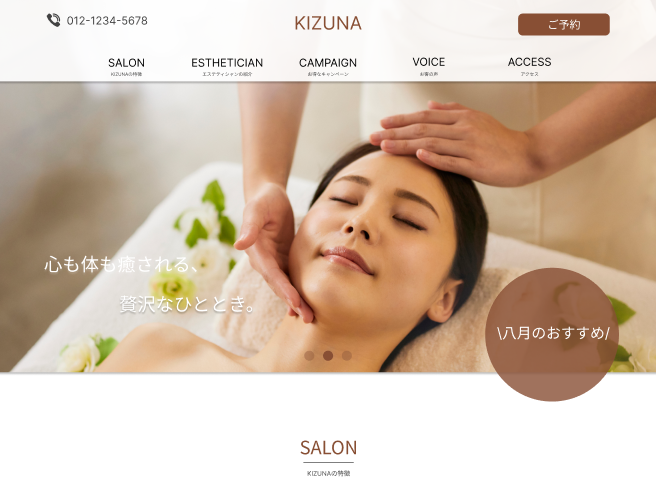 012-1234-5678
KIZUNA
ご予約
SALON
KIZUNAの特徴
ESTHETICIAN
エステティシャンの紹介
CAMPAIGN
お得なキャンペーン
VOICE
お客の声
ACCESS
アクセス
心も体も癒される、
贅沢なひととき。
\八月のおすすめ/
SALON
KIZUNAの特徴